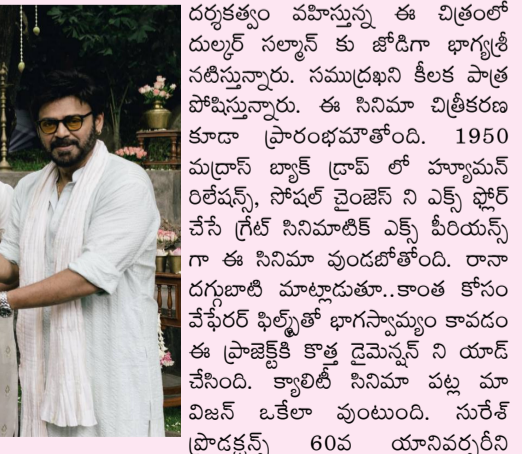 దర్శకత్వం వహిస్తున్న ఈ చిత్రంలో
దుల్కర్ సల్మాన్ కు జోడిగా భాగ్యశ్రీ
నటిస్తున్నారు. సముద్రఖని కీలక పాత్ర
పోషిస్తున్నారు. ఈ సినిమా చిత్రీకరణ
కూడా ప్రారంభమౌతోంది. 1950
మద్రాస్ బ్యాక్ డ్రాప్ లో హ్యూమన్
రిలేషన్స్, సోషల్ చైంజెస్ ని ఎక్స్ ప్లోర్
చేసే గ్రేట్ సినిమాటిక్ ఎక్స్ పీరియన్స్
గా ఈ సినిమా వుండబోతోంది. రానా
దగ్గుబాటి మాట్లాడుతూ..కాంత కోసం
వేఫేరర్ ఫిల్మ్స్‌తో భాగస్వామ్యం కావడం
ఈ ప్రాజెక్ట్‌కి కొత్త డైమెన్షన్ ని యాడ్
చేసింది. క్యాలిటీ సినిమా పట్ల మా
విజన్ ఒకేలా వుంటుంది. సురేశ్
ప్రొడక్షన్స్ 60వ యానివర్సరీని